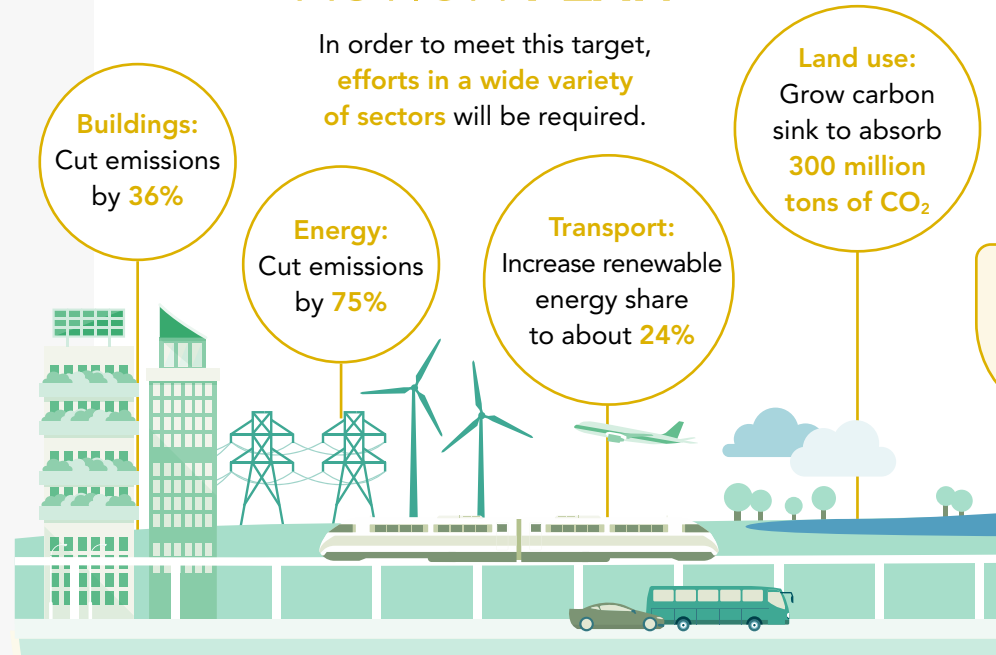 In order to meet this target,
efforts in a wide variety
of sectors will be required.
Buildings:
Cut emissions
by 36%
Energy:
Cut emissions
by 75%
Transport:
Increase renewable
energy share
to about 24%
Land use:
Grow carbon
sink to absorb
300 million
tons of CO₂